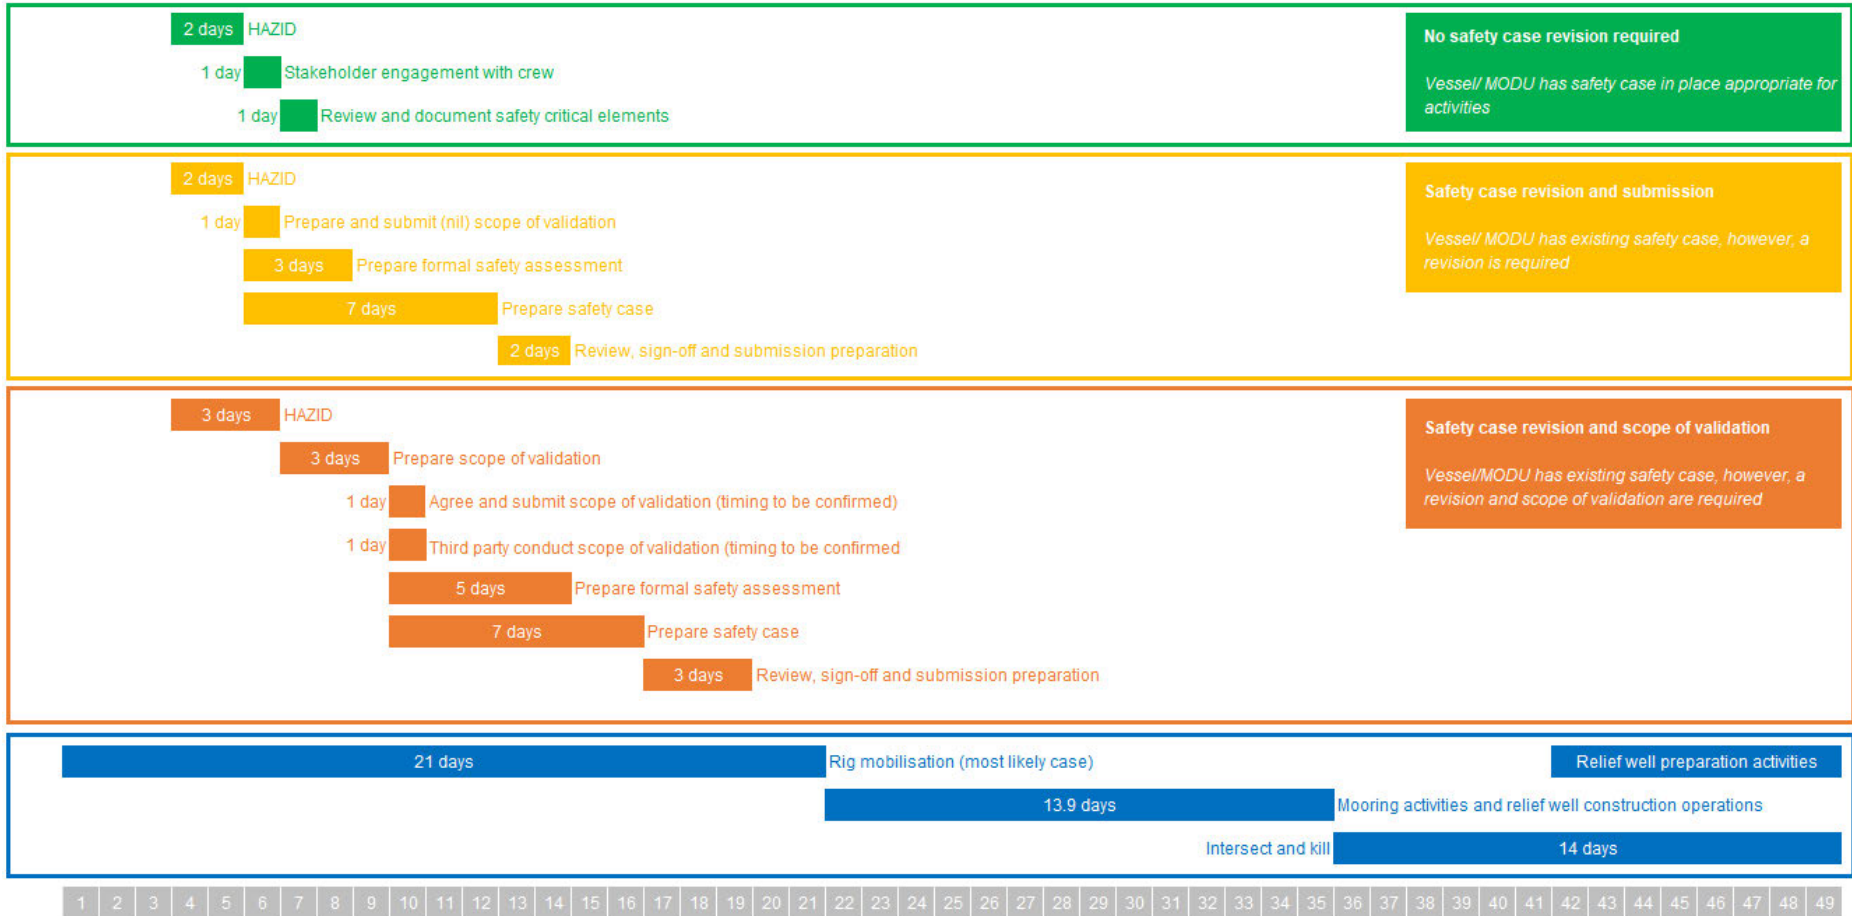 2 days HAZID
1 day Stakeholder engagement with crew
1 day Review and document safety critical elements
No safety case revision required
Vessel/ MODU has safety case in place appropriate for
activities
2 days HAZID
1 day Prepare and submit (nil) scope of validation
3 days Prepare formal safety assessment
7 days Prepare safety case
2 days Review, sign-off and submission preparation
Safety case revision and submission
Vessel/ MODU has existing safety case, however, a
revision is required
3 days HAZID
3 days Prepare scope of validation
1 day Agree and submit scope of validation (timing to be confirmed)
1 day Third party conduct scope of validation (timing to be confirmed
5 days Prepare formal safety assessment
7 days Prepare safety case
3 days Review, sign-off and submission preparation
Safety case revision and scope of validation
Vessel/MODU has existing safety case, however, a
revision and scope of validation are required
21 days Rig mobilisation (most likely case)
Relief well preparation activities
13.9 days Mooring activities and relief well construction operations
Intersect and kill 14 days
1 2 3 4 5 6 7 8 9 10 11 12 13 14 15 16 17 18 19 20 21 22 23 24 25 26 27 28 29 30 31 32 33 34 35 36 37 38 39 40 41 42 43 44 45 46 47 48 49